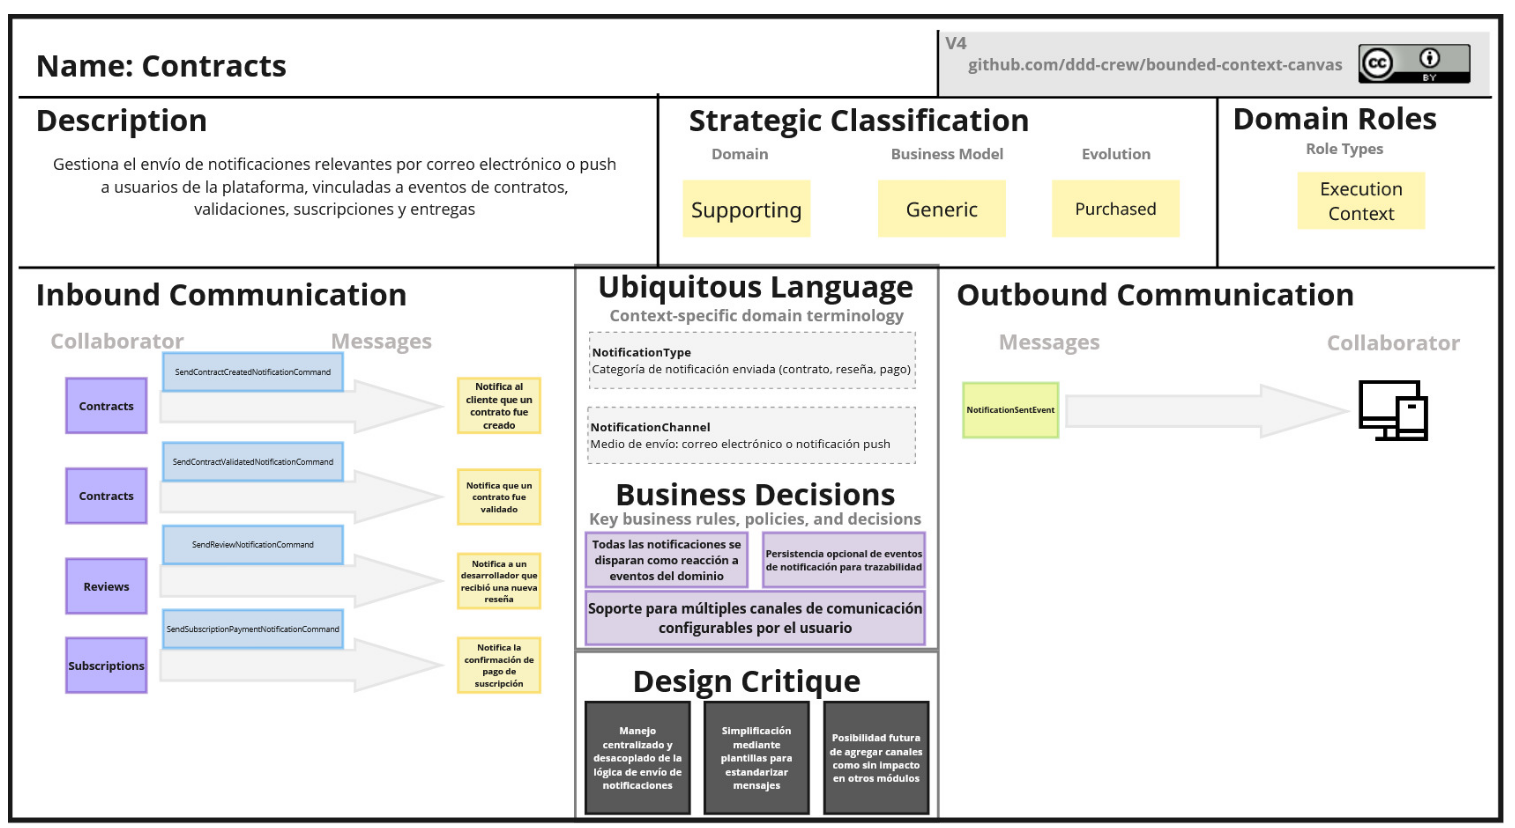 Name: Contracts
V4
github.com/ddd-crew/bounded-context-canvas
cc
BY
Description
Gestiona el envío de notificaciones relevantes por correo electrónico o push
a usuarios de la plataforma, vinculadas a eventos de contratos,
validaciones, suscripciones y entregas
Strategic Classification
Domain
Business Model
Evolution
Supporting
Generic
Purchased
Domain Roles
Role Types
Execution
Context
Inbound Communication
Collaborator
Messages
SendContractCreatedNotificationCommand
Contracts
Notifica al
cliente que un
contrato fue
creado
SendContractValidatedNotificationCommand
Contracts
Notifica que un
contrato fue
validado
SendReviewNotificationCommand
Reviews
Notifica a un
desarrollador que
recibió una nueva
reseña
SendSubscriptionPaymentNotificationCommand
Subscriptions
Notifica la
confirmación de
pago de
suscripción
Ubiquitous Language
Context-specific domain terminology
NotificationType
Categoría de notificación enviada (contrato, reseña, pago)
NotificationChannel
Medio de envío: correo electrónico o notificación push
Business Decisions
Key business rules, policies, and decisions
Todas las notificaciones se
disparan como reacción a
eventos del dominio
Persistencia opcional de eventos
de notificación para trazabilidad
Soporte para múltiples canales de comunicación
configurables por el usuario
Design Critique
Manejo
centralizado y
desacoplado de la
lógica de envío de
notificaciones
Simplificación
mediante
plantillas para
estandarizar
mensajes
Posibilidad futura
de agregar canales
como sin impacto
en otros módulos
Outbound Communication
Messages
Collaborator
NotificationSentEvent